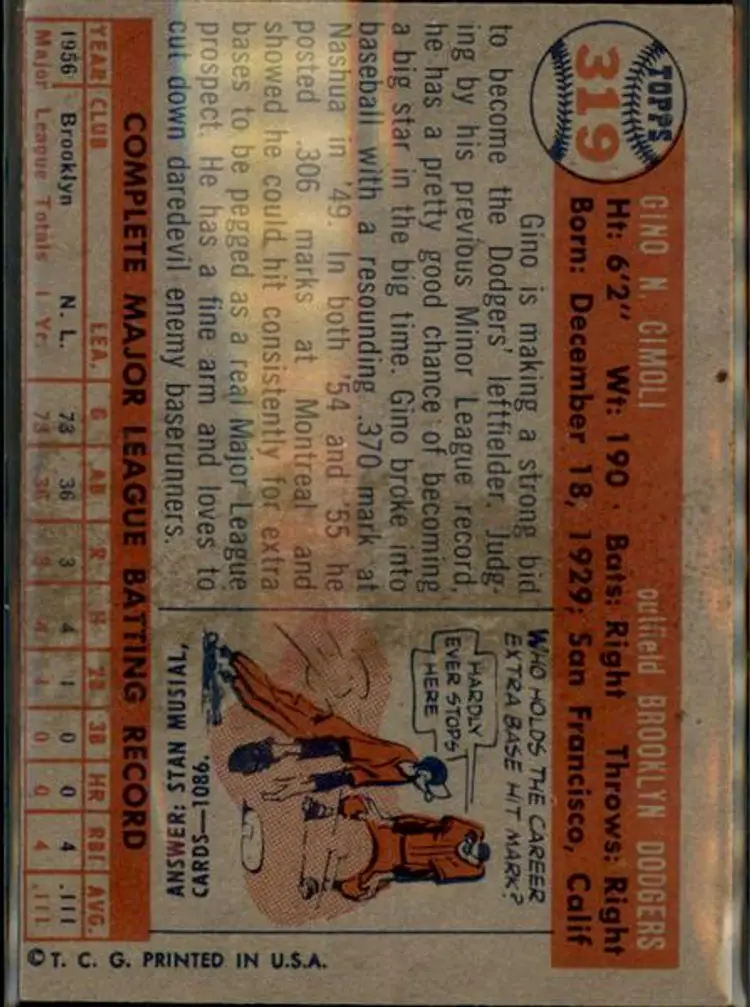 TOPPS
319
GINO N. CIMOLI outfield BROOKLYN DODGERS
Ht: 6'2" Wt: 190 Bats: Right Throws: Right
Born: December 18, 1929; San Francisco, Calif
Gino is making a strong bid
to become the Dodgers' leftfielder. Judg-
ing by his previous Minor League record,
he has a pretty good chance of becoming
a big star in the big time. Gino broke into
baseball with a resounding .370 mark at
Nashua in '49. In both '54 and '55 he
posted .306 marks at Montreal and
showed he could hit consistently for extra
bases to be pegged as a real Major League
prospect. He has a fine arm and loves to
cut down daredevil enemy baserunners.
WHO HOLDS THE CAREER
EXTRA BASE HIT MARK?
HARDLY
EVER STOPS
HERE
ANSWER: STAN MUSIAL,
CARDS—1086.
COMPLETE MAJOR LEAGUE BATTING RECORD
YEAR CLUB LEA. G AB R H 2B 3B HR RBI AVG.
1956 Brooklyn N. L. 73 36 3 4 1 0 0 4 .111
Major League Totals 1 Yr. 73 36 3 4 1 0 0 4 .111
© T. C. G. PRINTED IN U.S.A.